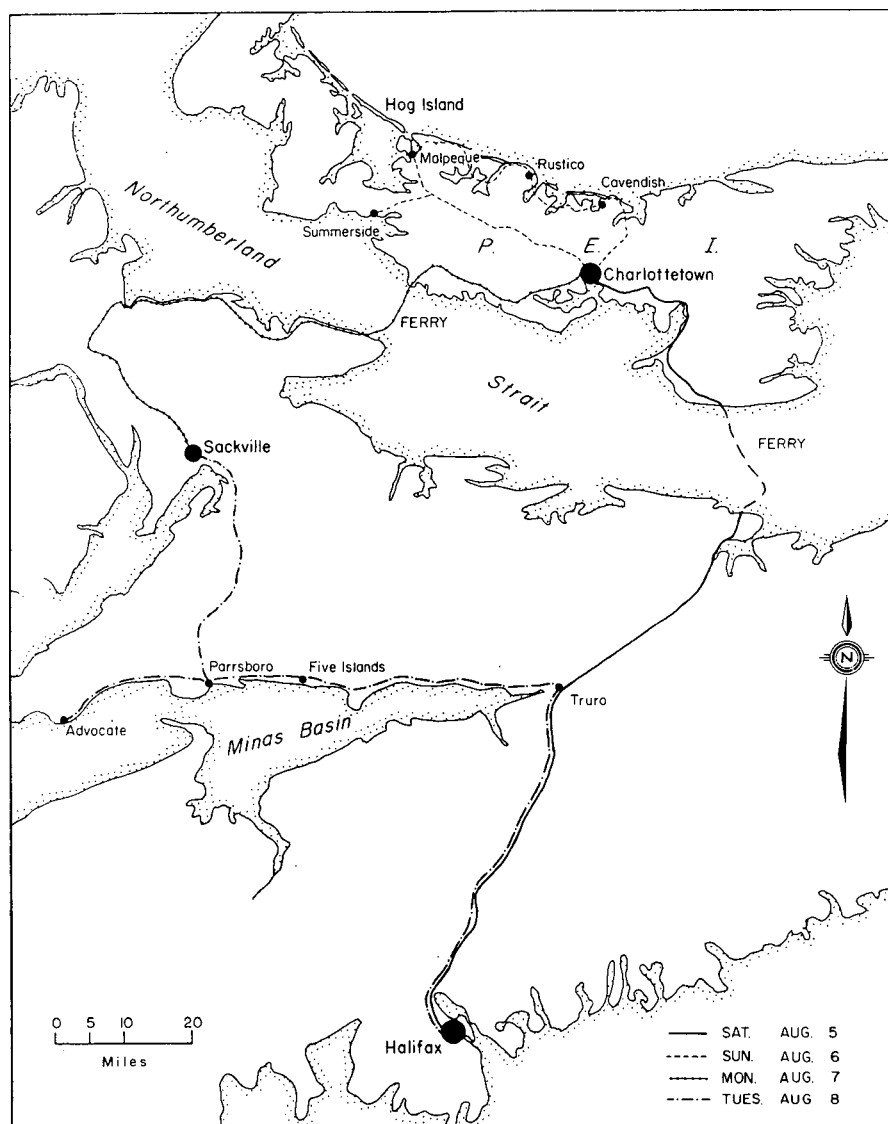 Hog Island
Malpeque
Rustico
Cavendish
Northumberland
Summerside
P. E. I.
Charlottetown
FERRY
Strait
Sackville
FERRY
N
Parrsboro
Five Islands
Truro
Advocate
Minas Basin
0 5 10 20
Miles
Halifax
SAT. AUG. 5
SUN. AUG. 6
MON. AUG. 7
TUES. AUG 8